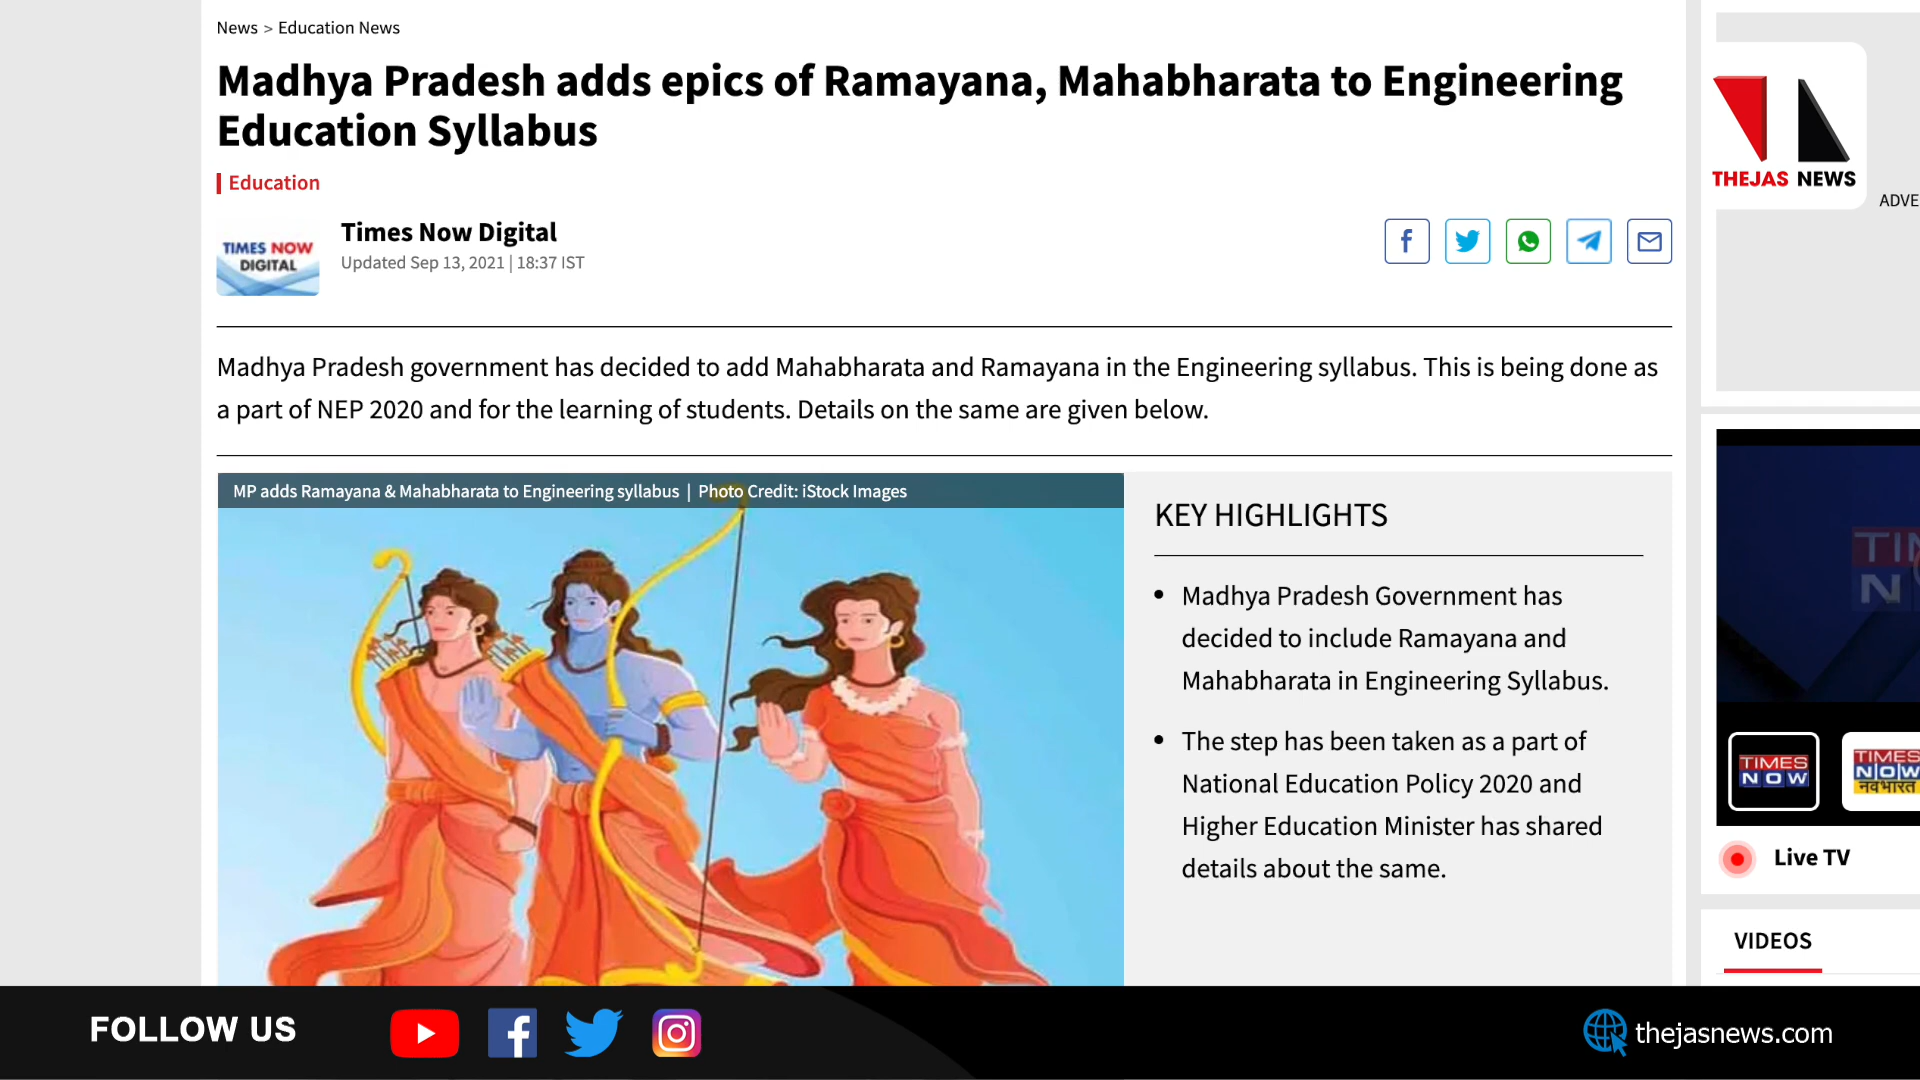 News > Education News
Madhya Pradesh adds epics of Ramayana, Mahabharata to Engineering
Education Syllabus
Education
TIMES NOW
DIGITAL
Times Now Digital
Updated Sep 13, 2021 | 18:37 IST
THEJAS NEWS
ADVE
Madhya Pradesh government has decided to add Mahabharata and Ramayana in the Engineering syllabus. This is being done as
a part of NEP 2020 and for the learning of students. Details on the same are given below.
MP adds Ramayana & Mahabharata to Engineering syllabus | Photo Credit: iStock Images
KEY HIGHLIGHTS
• Madhya Pradesh Government has
decided to include Ramayana and
Mahabharata in Engineering Syllabus.
• The step has been taken as a part of
National Education Policy 2020 and
Higher Education Minister has shared
details about the same.
TIM
N
TIMES
NOW
TIMES
NOW
नवभारत
Live TV
VIDEOS
FOLLOW US
thejasnews.com